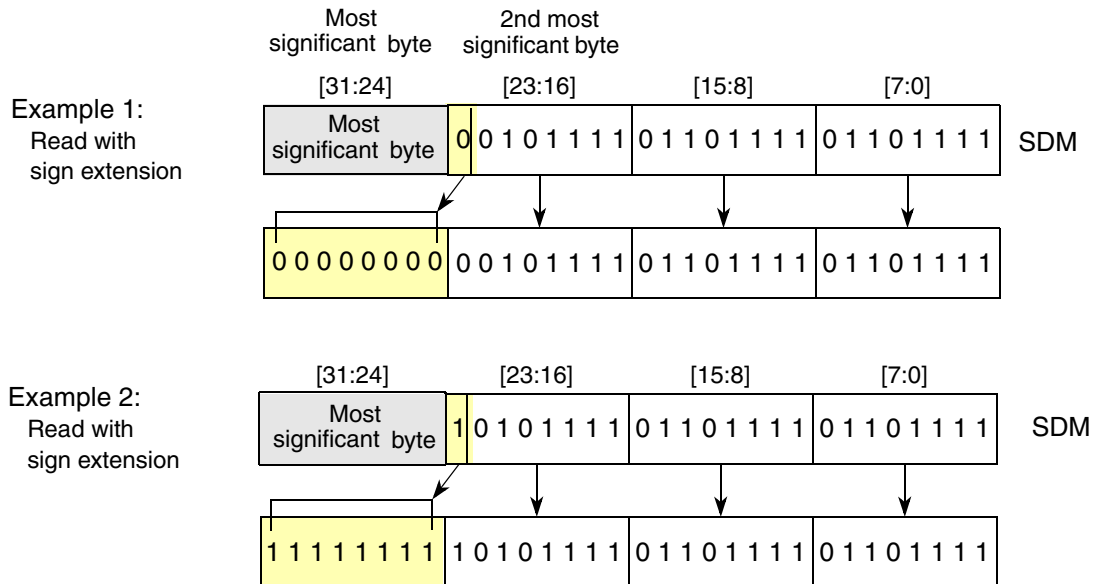 Most
significant byte
2nd most
significant byte
[31:24] [23:16] [15:8] [7:0]
Example 1:
Read with
sign extension
Most
significant byte
0 0 1 0 1 1 1 1 0 1 1 0 1 1 1 1 0 1 1 0 1 1 1 1
SDM
0 0 0 0 0 0 0 0 0 0 1 0 1 1 1 1 0 1 1 0 1 1 1 1 0 1 1 0 1 1 1 1
[31:24] [23:16] [15:8] [7:0]
Example 2:
Read with
sign extension
Most
significant byte
1 0 1 0 1 1 1 1 0 1 1 0 1 1 1 1 0 1 1 0 1 1 1 1
SDM
1 1 1 1 1 1 1 1 1 0 1 0 1 1 1 1 0 1 1 0 1 1 1 1 0 1 1 0 1 1 1 1